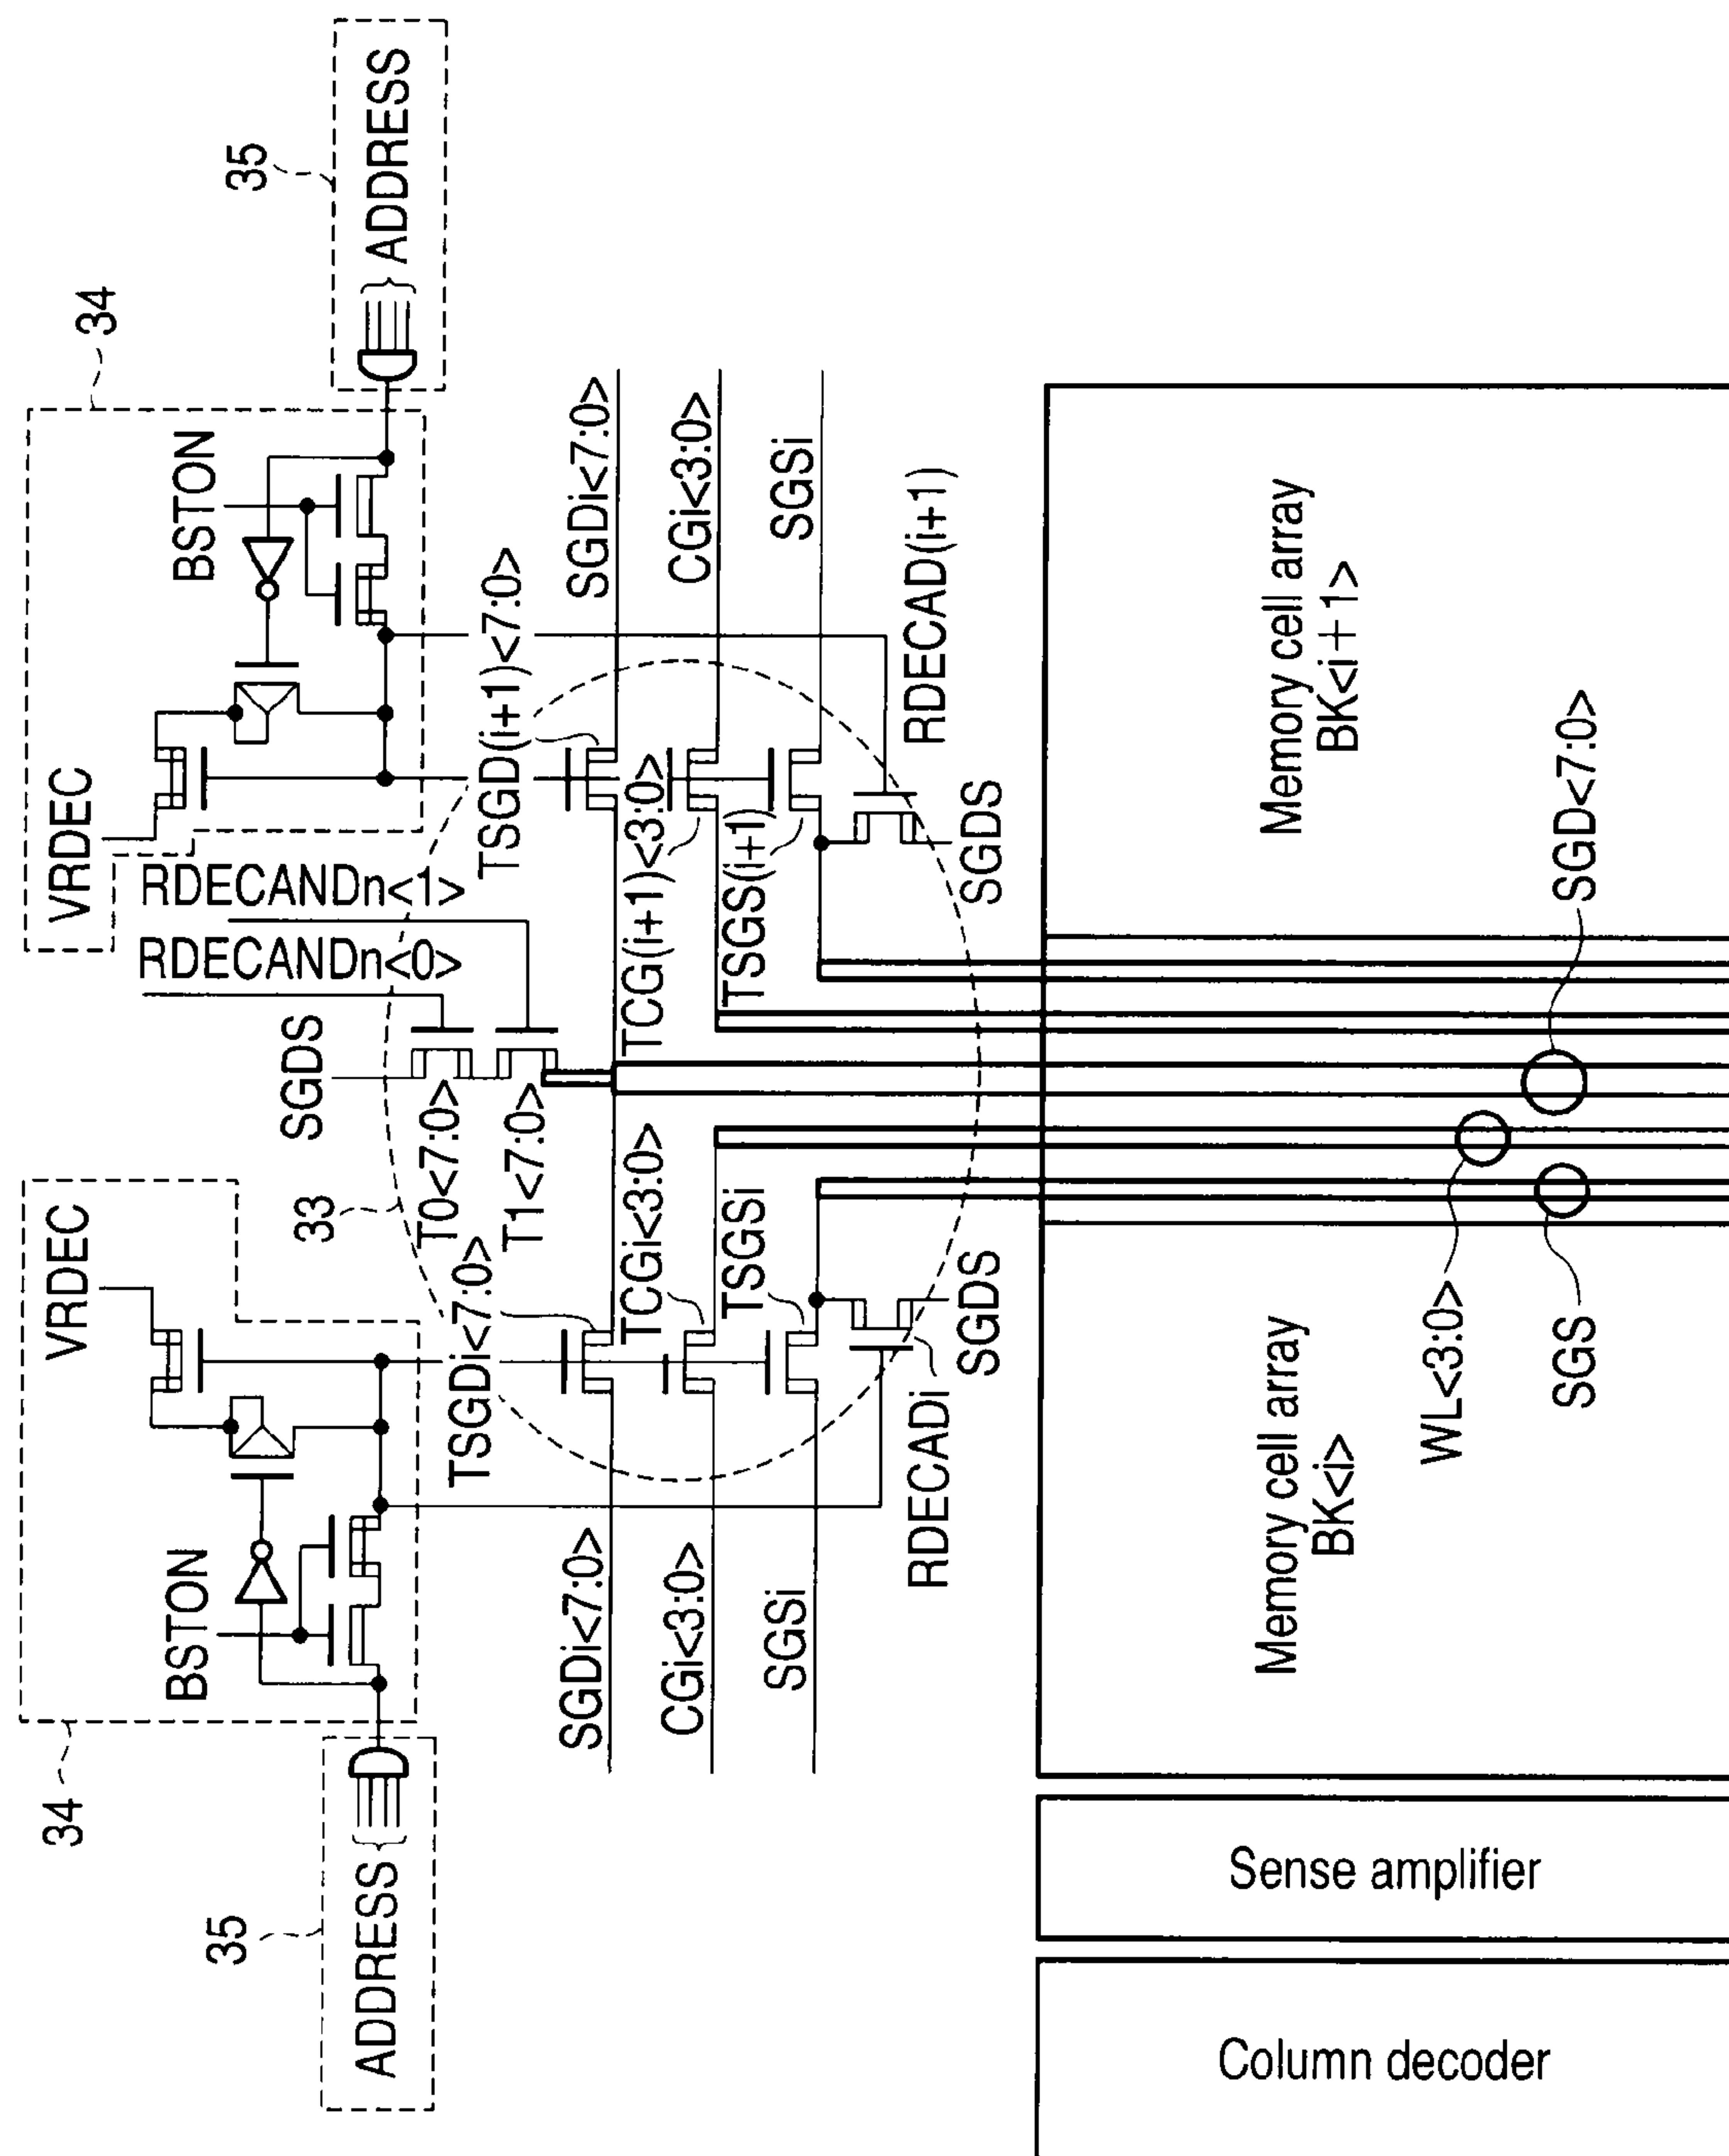 35
ADDRESS
34
BSTON
VRDEC
TSGD(i+1)<7:0>
SGDi<7:0>
CGi<3:0>
SGSi
RDECAD(i+1)
TCG(i+1)<3:0>
TSGS(i+1)
SGDS
RDECANDn<1>
RDECANDn<0>
SGDS
T0<7:0>
T1<7:0>
33
VRDEC
TSGDi<7:0>
TCGi<3:0>
TSGSi
SGDS
RDECADi
BSTON
SGDi<7:0>
CGi<3:0>
SGSi
34
35
ADDRESS
Memory cell array
BK<i+1>
SGD<7:0>
WL<3:0>
SGS
Memory cell array
BK<i>
Sense amplifier
Column decoder